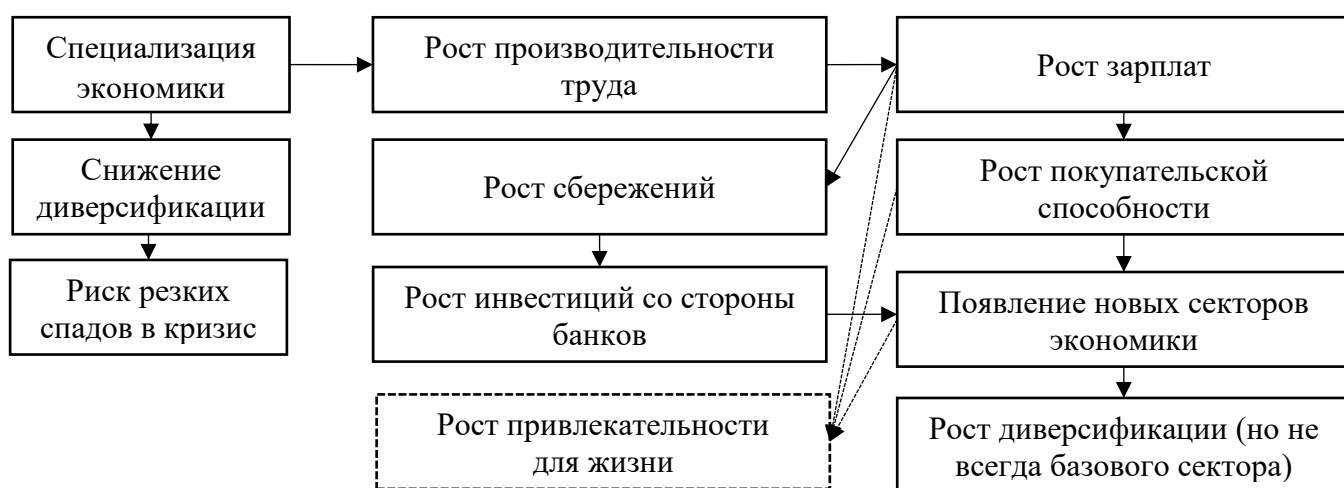 Специализация
экономики
Рост производительности
труда
Рост зарплат
Снижение
диверсификации
Рост сбережений
Рост покупательской
способности
Риск резких
спадов в кризис
Рост инвестиций со стороны
банков
Появление новых секторов
экономики
Рост привлекательности
для жизни
Рост диверсификации (но не
всегда базового сектора)